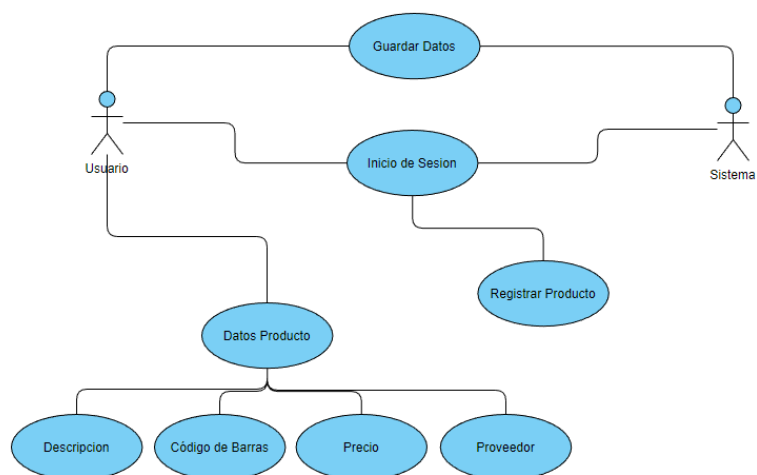 Guardar Datos
Usuario
Inicio de Sesion
Sistema
Registrar Producto
Datos Producto
Descripcion
Código de Barras
Precio
Proveedor